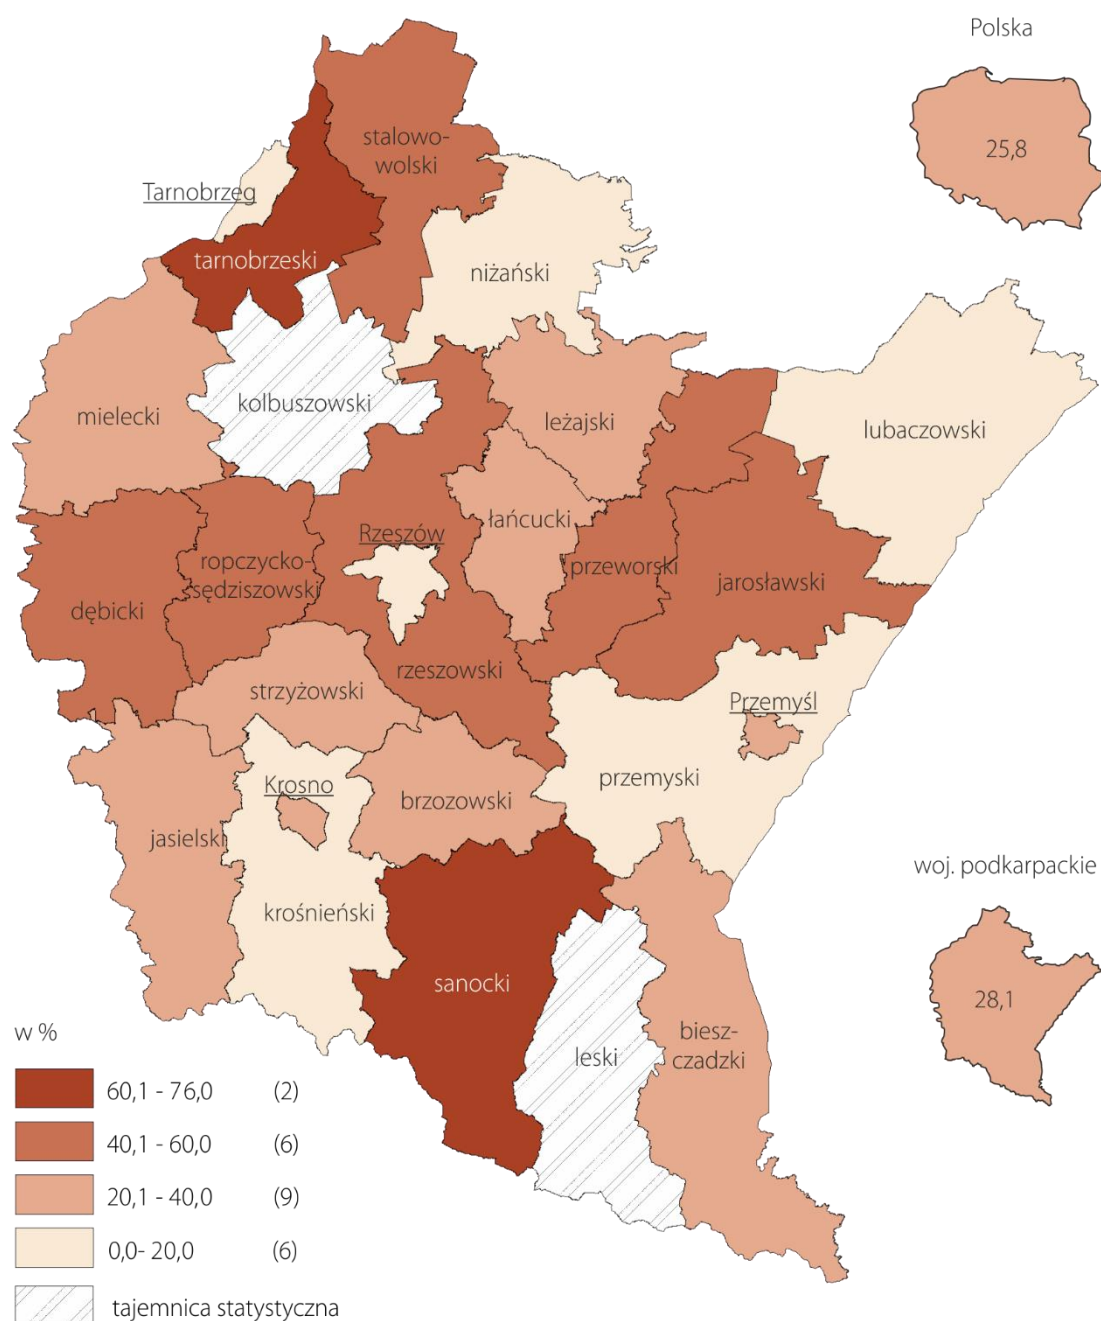 Polska
25,8
stalowo-
wolski
Tarnobrzeg
tarnobrzeski
niżański
kolbuszowski
mielecki
leżajski
lubaczowski
łańcucki
Rzeszów
ropczycko-
sędziszowski
przeworski
jarosławski
dębicki
rzeszowski
strzyżowski
Przemyśl
przemyski
Krosno
brzozowski
jasielski
krośnieński
woj. podkarpackie
28,1
sanocki
leski
biesz-
czadzki
w %
60,1 - 76,0 (2)
40,1 - 60,0 (6)
20,1 - 40,0 (9)
0,0- 20,0 (6)
tajemnica statystyczna